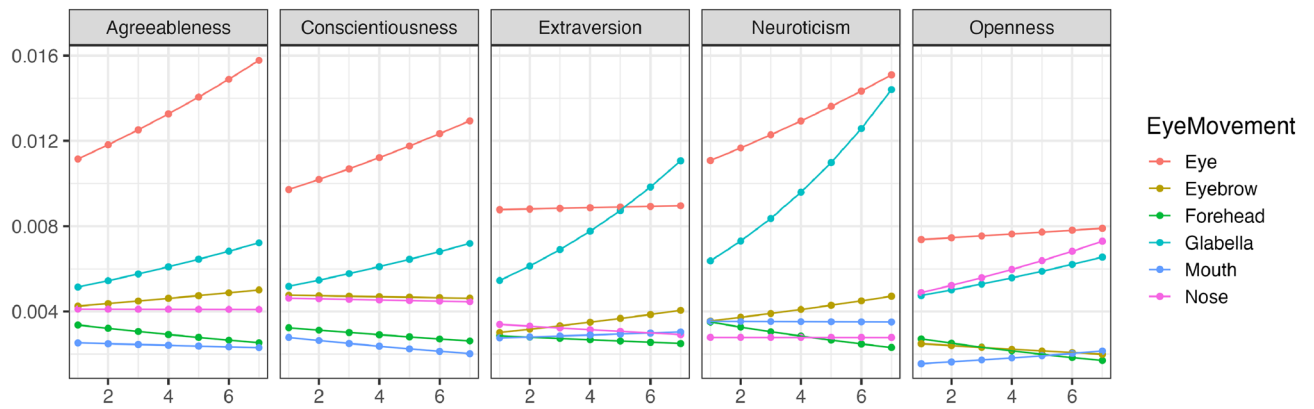 Agreeableness Conscientiousness Extraversion Neuroticism Openness
0.016
0.012
0.008
0.004
2 4 6 2 4 6 2 4 6 2 4 6 2 4 6
EyeMovement
Eye
Eyebrow
Forehead
Glabella
Mouth
Nose